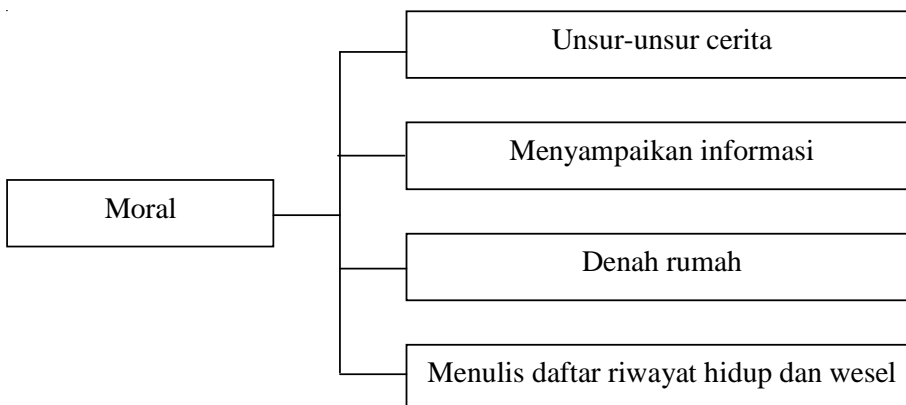 Unsur-unsur cerita
Menyampaikan informasi
Moral
Denah rumah
Menulis daftar riwayat hidup dan wesel